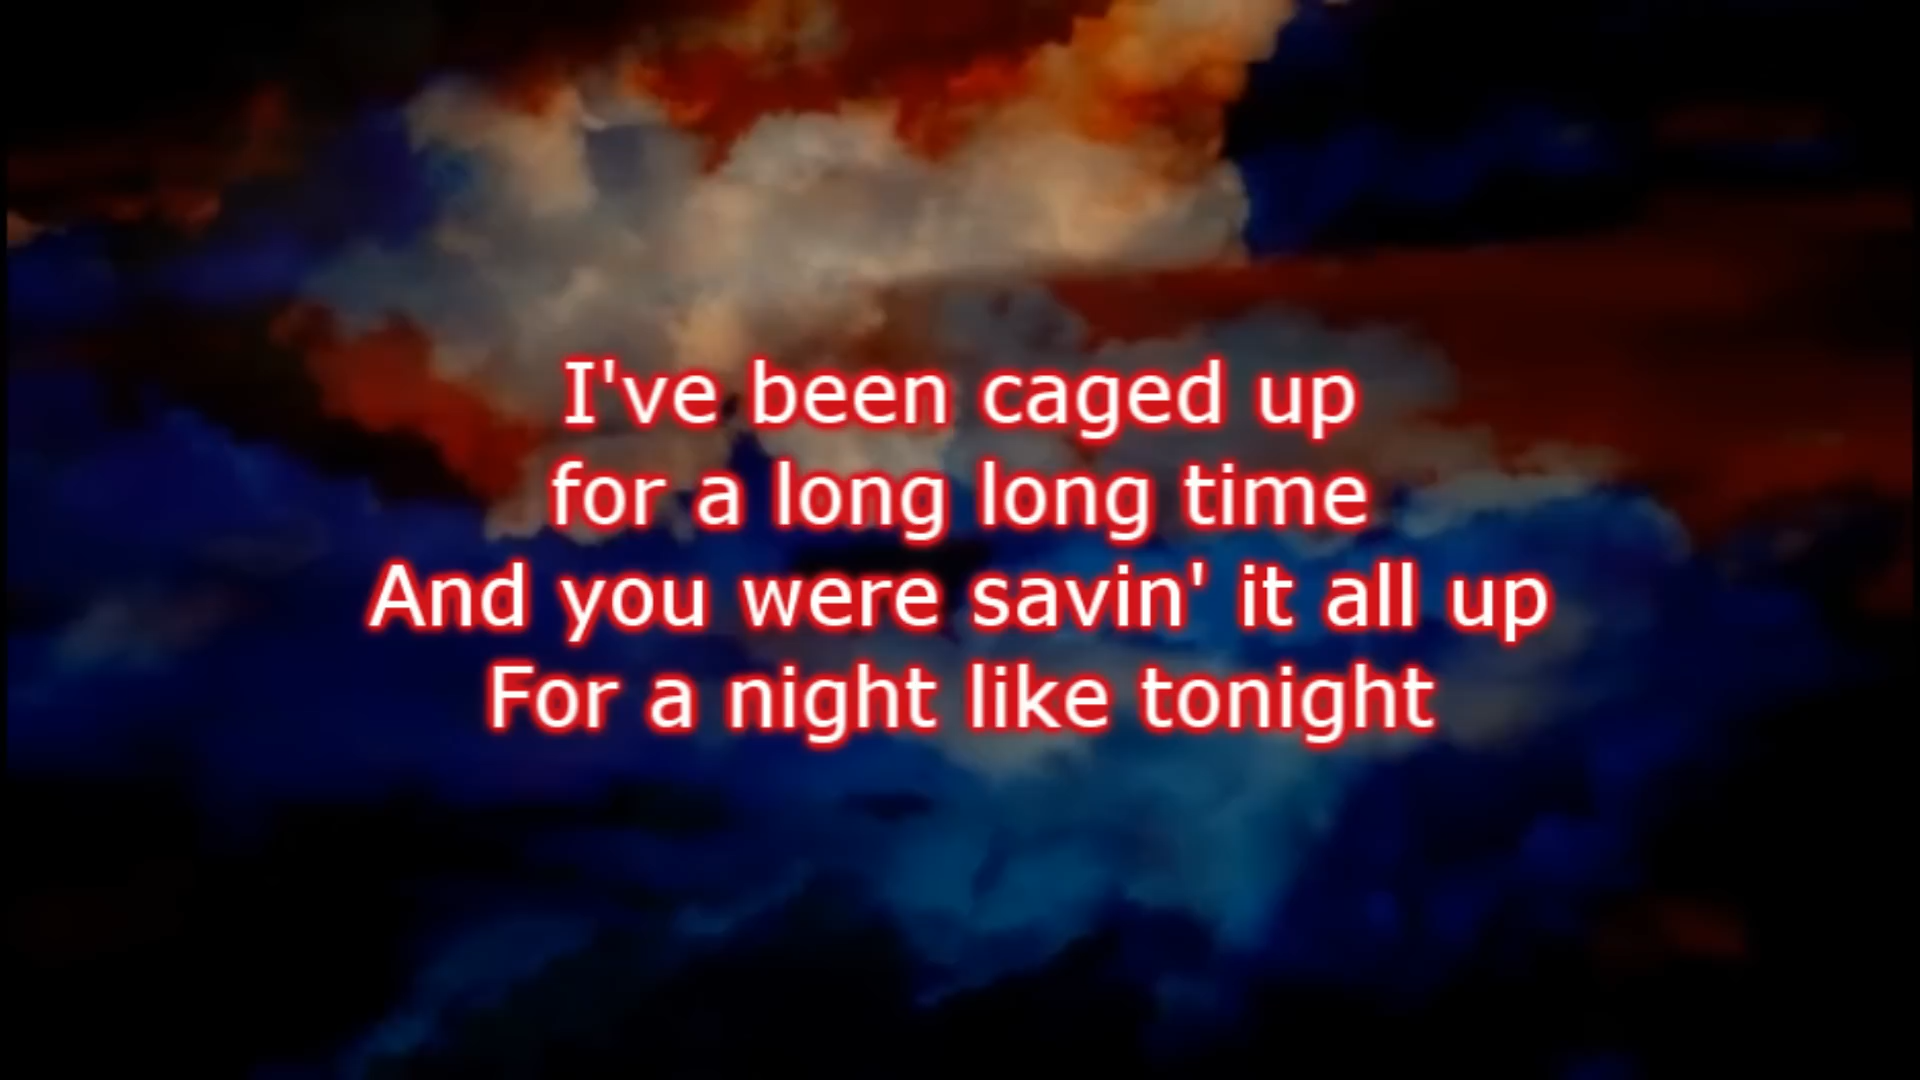 I've been caged up
for a long long time
And you were savin' it all up
For a night like tonight